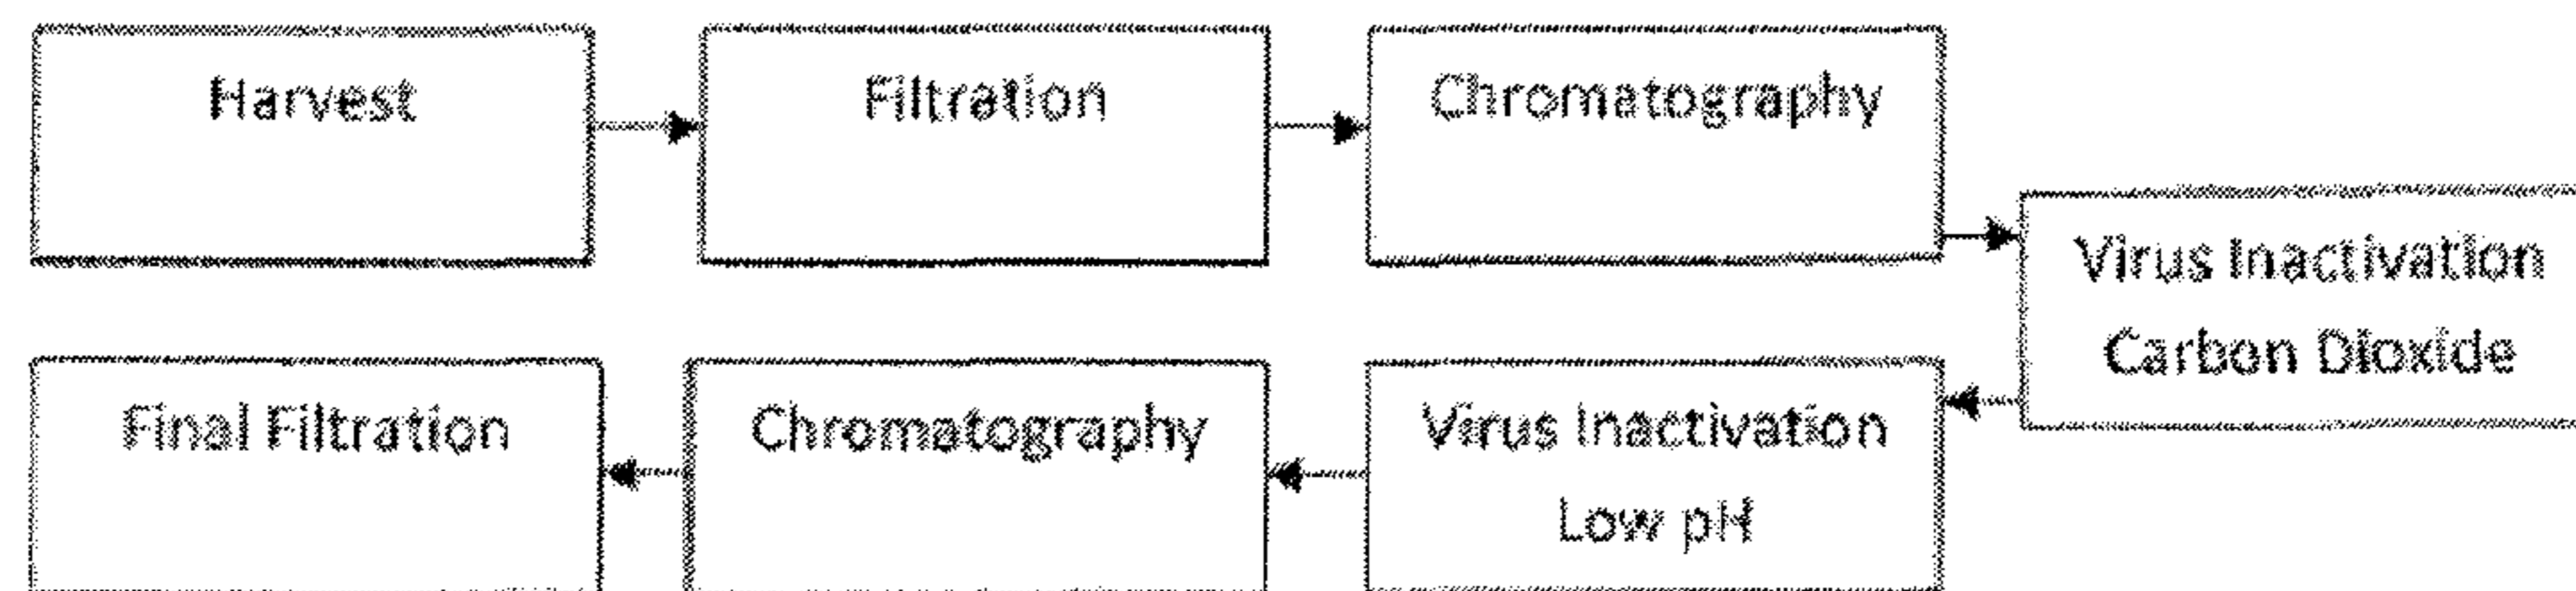 Harvest
Filtration
Chromatography
Virus Inactivation
Carbon Dioxide
Virus Inactivation
Low pH
Chromatography
Final Filtration